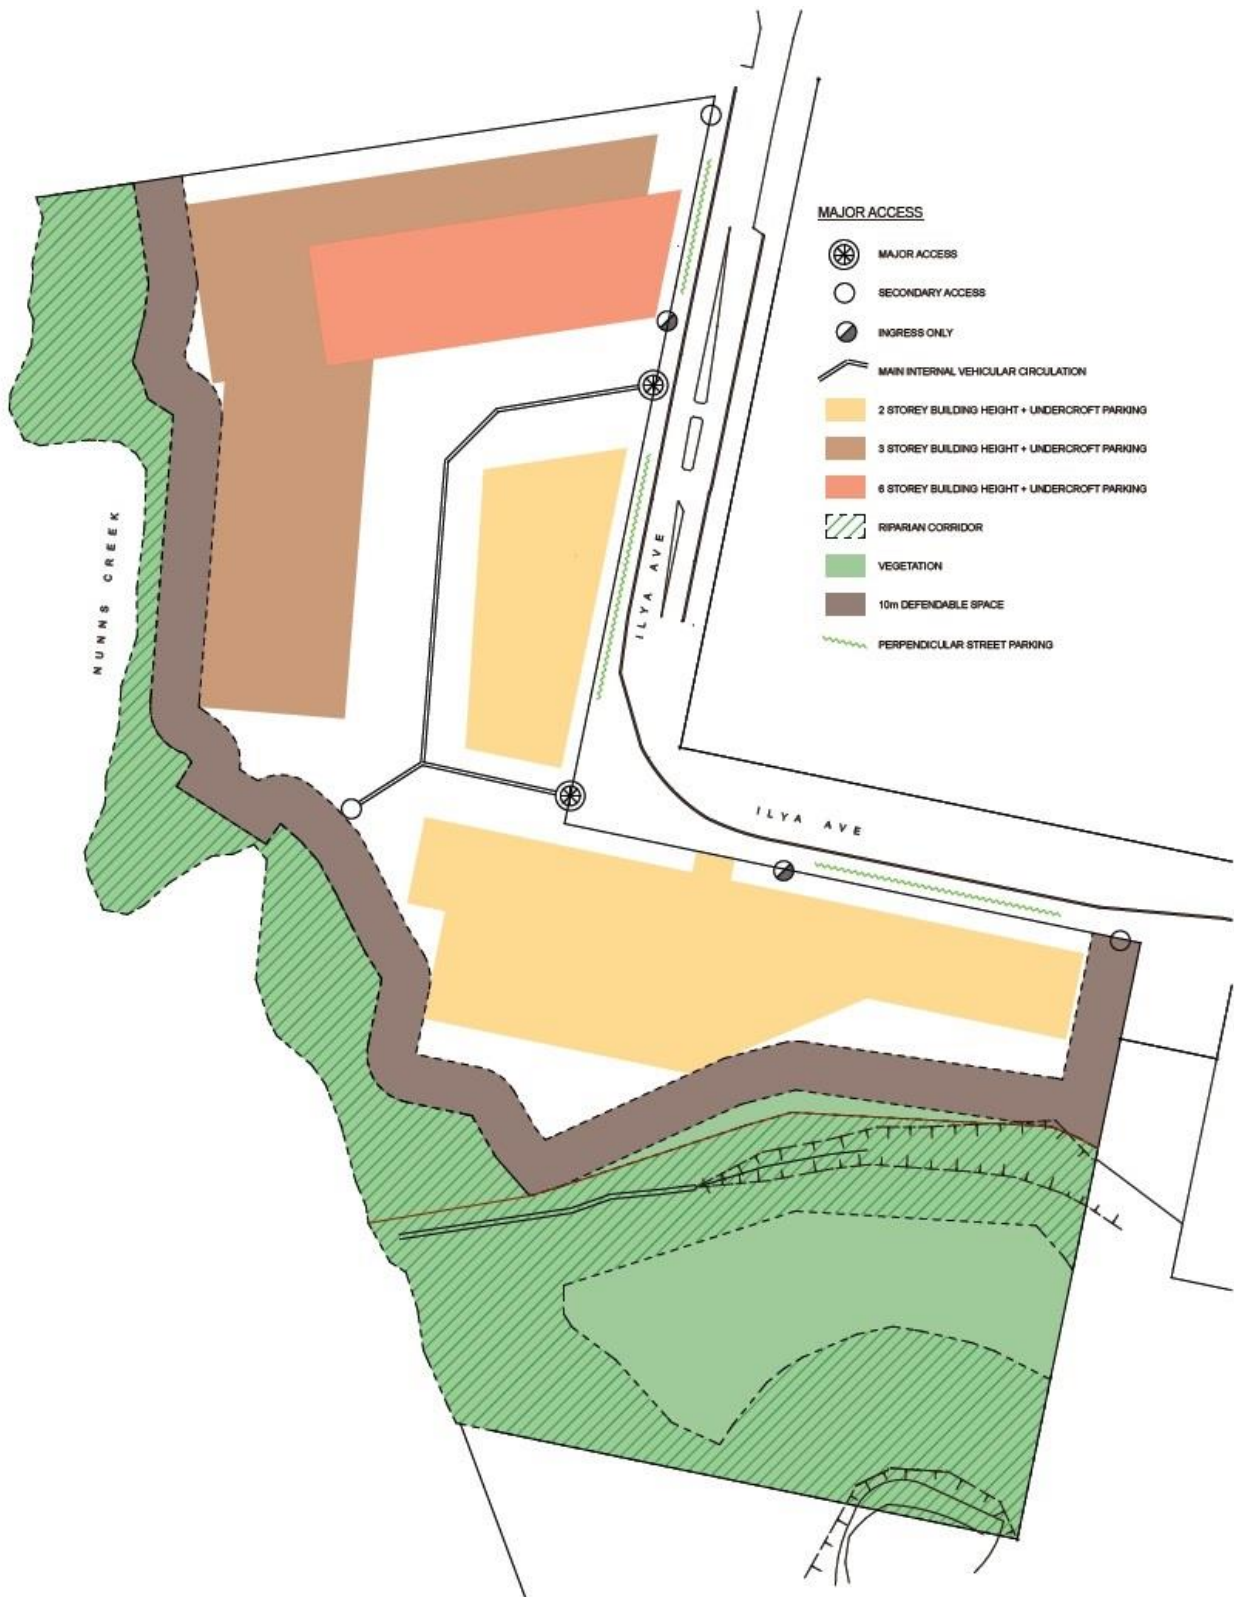 MAJOR ACCESS
MAJOR ACCESS
SECONDARY ACCESS
INGRESS ONLY
MAIN INTERNAL VEHICULAR CIRCULATION
2 STOREY BUILDING HEIGHT + UNDERCROFT PARKING
3 STOREY BUILDING HEIGHT + UNDERCROFT PARKING
6 STOREY BUILDING HEIGHT + UNDERCROFT PARKING
RIPARIAN CORRIDOR
VEGETATION
10m DEFENDABLE SPACE
PERPENDICULAR STREET PARKING
NUNNS CREEK
ILYA AVE
ILYA AVE